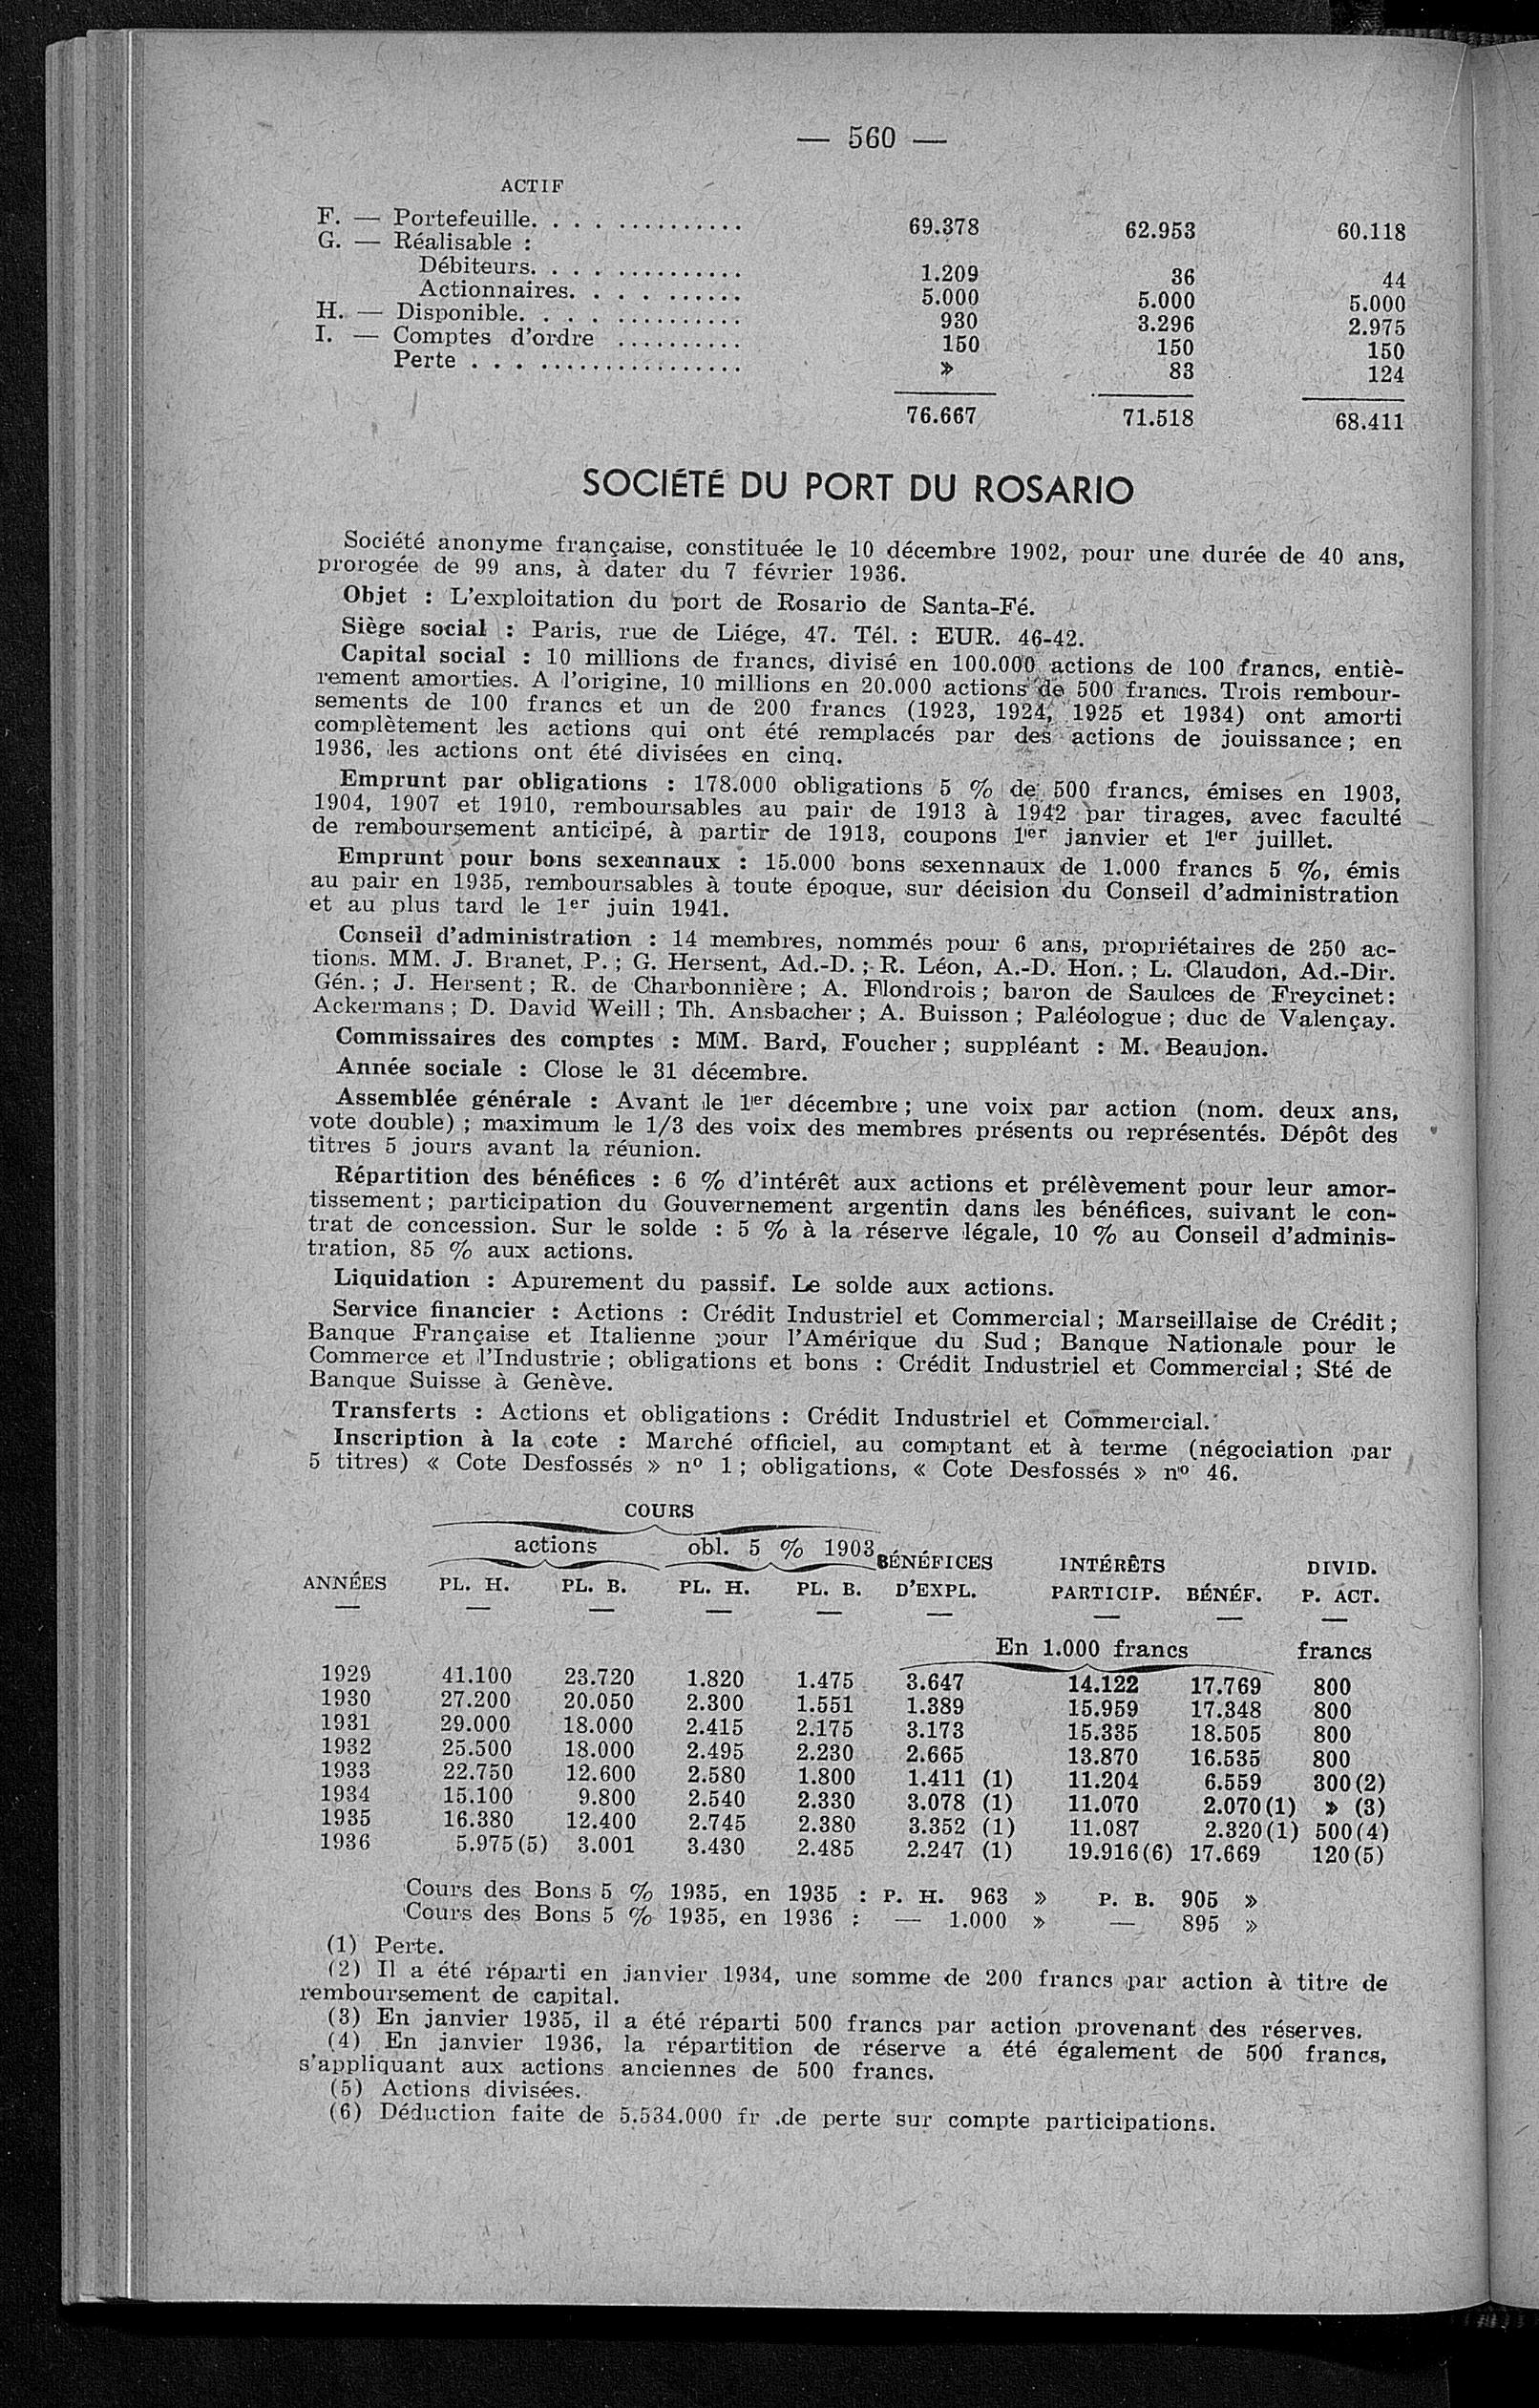 — 560 —
ACTIF
F. — Portefeuille. . . . . . . . . . . . . . 69.378 62.953 60.118
G. — Réalisable :
Débiteurs. . . . . . . . . . . . . . 1.209 36 44
Actionnaires. . . . . . . . . . 5.000 5.000 5.000
H. — Disponible. . . . . . . . . . . . . 930 3.296 2.975
I. — Comptes d'ordre . . . . . . . . . . 150 150 150
Perte . . . . . . . . . . . . . . . . . » 83 124
76.667 71.518 68.411
SOCIÉTÉ DU PORT DU ROSARIO
Société anonyme française, constituée le 10 décembre 1902, pour une durée de 40 ans,
prorogée de 99 ans, à dater du 7 février 1936.
Objet : L'exploitation du port de Rosario de Santa-Fé.
Siège social : Paris, rue de Liége, 47. Tél. : EUR. 46-42.
Capital social : 10 millions de francs, divisé en 100.000 actions de 100 francs, entiè-
rement amorties. A l'origine, 10 millions en 20.000 actions de 500 francs. Trois rembour-
sements de 100 francs et un de 200 francs (1923, 1924, 1925 et 1934) ont amorti
complètement les actions qui ont été remplacés par des actions de jouissance ; en
1936, les actions ont été divisées en cinq.
Emprunt par obligations : 178.000 obligations 5 % de 500 francs, émises en 1903,
1904, 1907 et 1910, remboursables au pair de 1913 à 1942 par tirages, avec faculté
de remboursement anticipé, à partir de 1913, coupons 1er janvier et 1er juillet.
Emprunt pour bons sexennaux : 15.000 bons sexennaux de 1.000 francs 5 %, émis
au pair en 1935, remboursables à toute époque, sur décision du Conseil d'administration
et au plus tard le 1er juin 1941.
Conseil d'administration : 14 membres, nommés pour 6 ans, propriétaires de 250 ac-
tions. MM. J. Branet, P. ; G. Hersent, Ad.-D. ; R. Léon, A.-D. Hon. ; L. Claudon, Ad.-Dir.
Gén. ; J. Hersent ; R. de Charbonnière ; A. Flondrois ; baron de Saulces de Freycinet :
Ackermans ; D. David Weill ; Th. Ansbacher ; A. Buisson ; Paléologue ; duc de Valençay.
Commissaires des comptes : MM. Bard, Foucher ; suppléant : M. Beaujon.
Année sociale : Close le 31 décembre.
Assemblée générale : Avant le 1er décembre ; une voix par action (nom. deux ans,
vote double) ; maximum le 1/3 des voix des membres présents ou représentés. Dépôt des
titres 5 jours avant la réunion.
Répartition des bénéfices : 6 % d'intérêt aux actions et prélèvement pour leur amor-
tissement ; participation du Gouvernement argentin dans les bénéfices, suivant le con-
trat de concession. Sur le solde : 5 % à la réserve légale, 10 % au Conseil d'adminis-
tration, 85 % aux actions.
Liquidation : Apurement du passif. Le solde aux actions.
Service financier : Actions : Crédit Industriel et Commercial ; Marseillaise de Crédit ;
Banque Française et Italienne pour l'Amérique du Sud ; Banque Nationale pour le
Commerce et l'Industrie ; obligations et bons : Crédit Industriel et Commercial ; Sté de
Banque Suisse à Genève.
Transferts : Actions et obligations : Crédit Industriel et Commercial.
Inscription à la cote : Marché officiel, au comptant et à terme (négociation par
5 titres) « Cote Desfossés » no 1 ; obligations, « Cote Desfossés » no 46.
COURS
actions obl. 5 % 1903 BÉNÉFICES INTÉRÊTS DIVID.
ANNÉES PL. H. PL. B. PL. H. PL. B. D'EXPL. PARTICIP. BÉNÉF. P. ACT.
— — — — — — — — —
En 1.000 francs francs
1929 41.100 23.720 1.820 1.475 3.647 14.122 17.769 800
1930 27.200 20.050 2.300 1.551 1.389 15.959 17.348 800
1931 29.000 18.000 2.415 2.175 3.173 15.335 18.505 800
1932 25.500 18.000 2.495 2.230 2.665 13.870 16.535 800
1933 22.750 12.600 2.580 1.800 1.411 (1) 11.204 6.559 300 (2)
1934 15.100 9.800 2.540 2.330 3.078 (1) 11.070 2.070 (1) » (3)
1935 16.380 12.400 2.745 2.380 3.352 (1) 11.087 2.320 (1) 500 (4)
1936 5.975 (5) 3.001 3.430 2.485 2.247 (1) 19.916 (6) 17.669 120 (5)
Cours des Bons 5 % 1935, en 1935 : P. H. 963 » P. B. 905 »
Cours des Bons 5 % 1935, en 1936 : — 1.000 » — 895 »
(1) Perte.
(2) Il a été réparti en janvier 1934, une somme de 200 francs par action à titre de
remboursement de capital.
(3) En janvier 1935, il a été réparti 500 francs par action provenant des réserves.
(4) En janvier 1936, la répartition de réserve a été également de 500 francs,
s'appliquant aux actions anciennes de 500 francs.
(5) Actions divisées.
(6) Déduction faite de 5.534.000 fr .de perte sur compte participations.